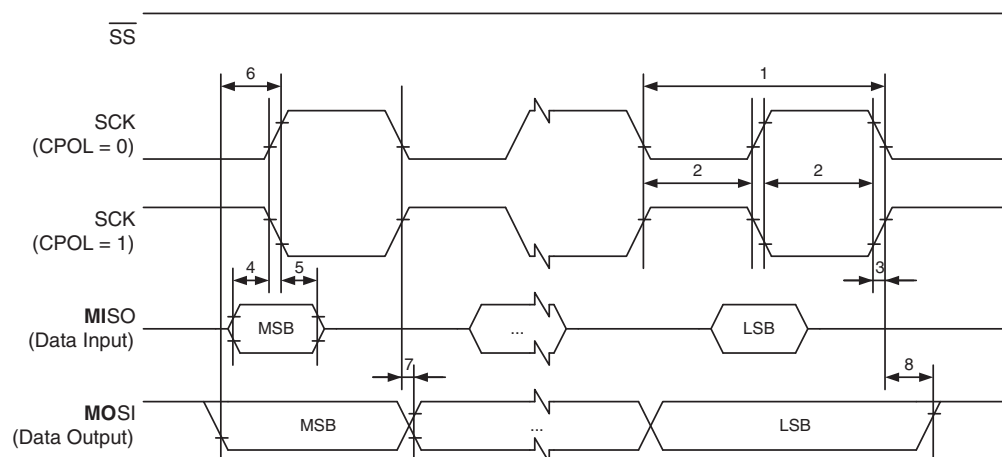 SS
6
1
SCK
(CPOL = 0)
2
2
SCK
(CPOL = 1)
4
5
3
MISO
(Data Input)
MSB
...
LSB
7
8
MOSI
(Data Output)
MSB
...
LSB